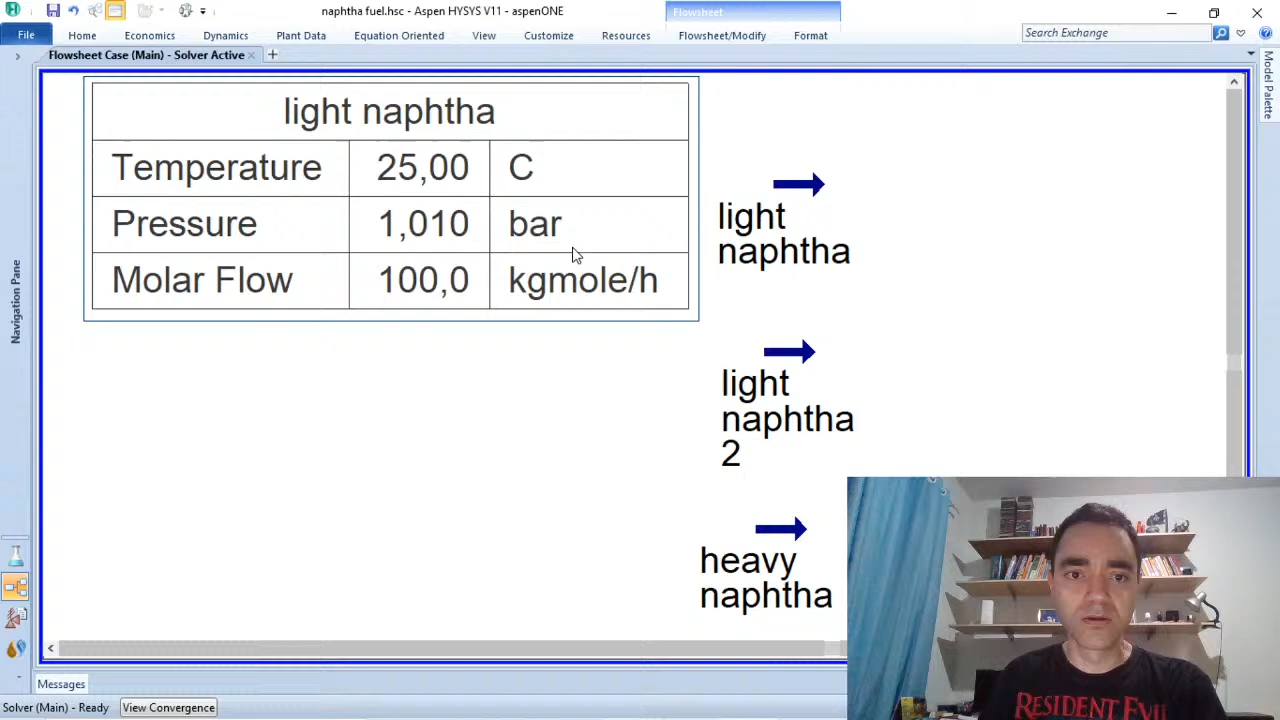 naphtha fuel.hsc - Aspen HYSYS V11 - aspenONE
Flowsheet
File Home Economics Dynamics Plant Data Equation Oriented View Customize Resources Flowsheet/Modify Format
Search Exchange
Flowsheet Case (Main) - Solver Active
light naphtha
Temperature 25,00 C
Pressure 1,010 bar
Molar Flow 100,0 kgmole/h
light
naphtha
light
naphtha
2
heavy
naphtha
Navigation Pane
Model Palette
RESIDENT EVIL
Messages
Solver (Main) - Ready View Convergence